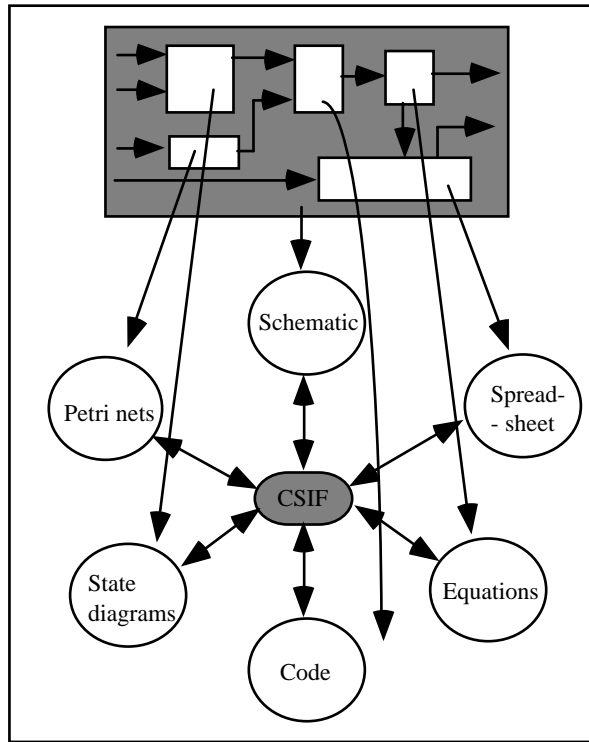 Schematic
Petri nets
Spread-
- sheet
CSIF
State
diagrams
Equations
Code